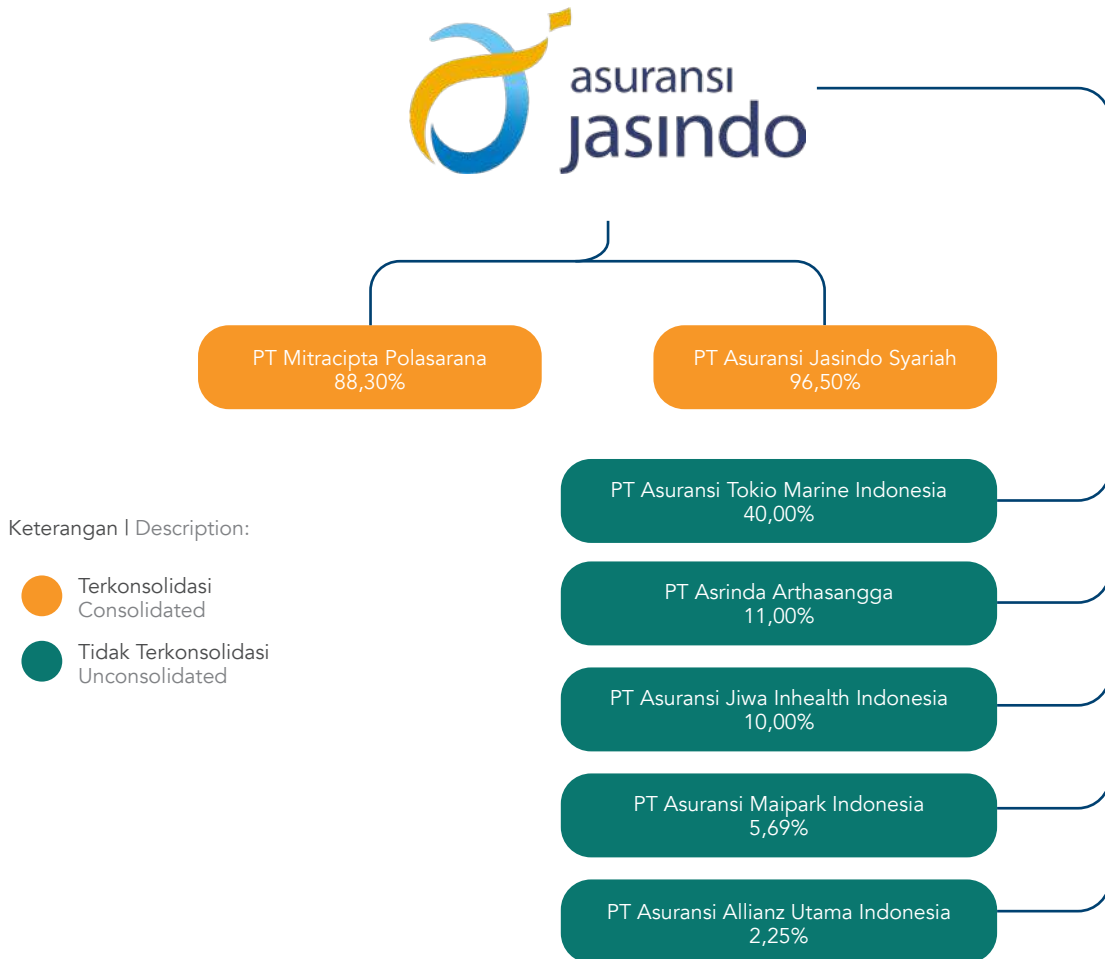 asuransi
jasindo
PT Mitracipta Polasarana
88,30%
PT Asuransi Jasindo Syariah
96,50%
PT Asuransi Tokio Marine Indonesia
40,00%
Keterangan | Description:
Terkonsolidasi
Consolidated
Tidak Terkonsolidasi
Unconsolidated
PT Asrinda Arthasangga
11,00%
PT Asuransi Jiwa Inhealth Indonesia
10,00%
PT Asuransi Maipark Indonesia
5,69%
PT Asuransi Allianz Utama Indonesia
2,25%